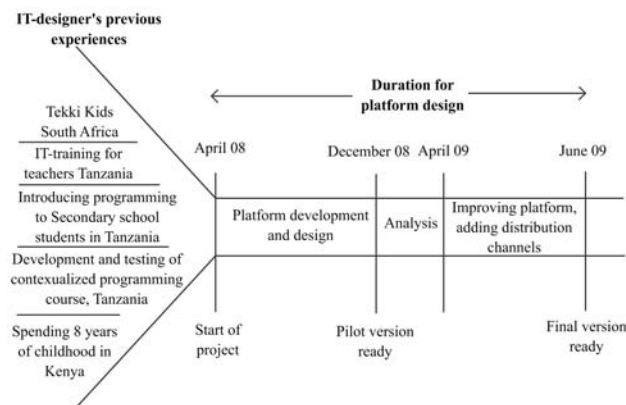 IT-designer's previous
experiences
Tekki Kids
South Africa
IT-training for
teachers Tanzania
Introducing programming
to Secondary school
students in Tanzania
Development and testing of
contexualized programming
course, Tanzania
Spending 8 years
of childhood in
Kenya
Duration for
platform design
April 08
December 08
April 09
June 09
Platform development
and design
Analysis
Improving platform,
adding distribution
channels
Start of
project
Pilot version
ready
Final version
ready